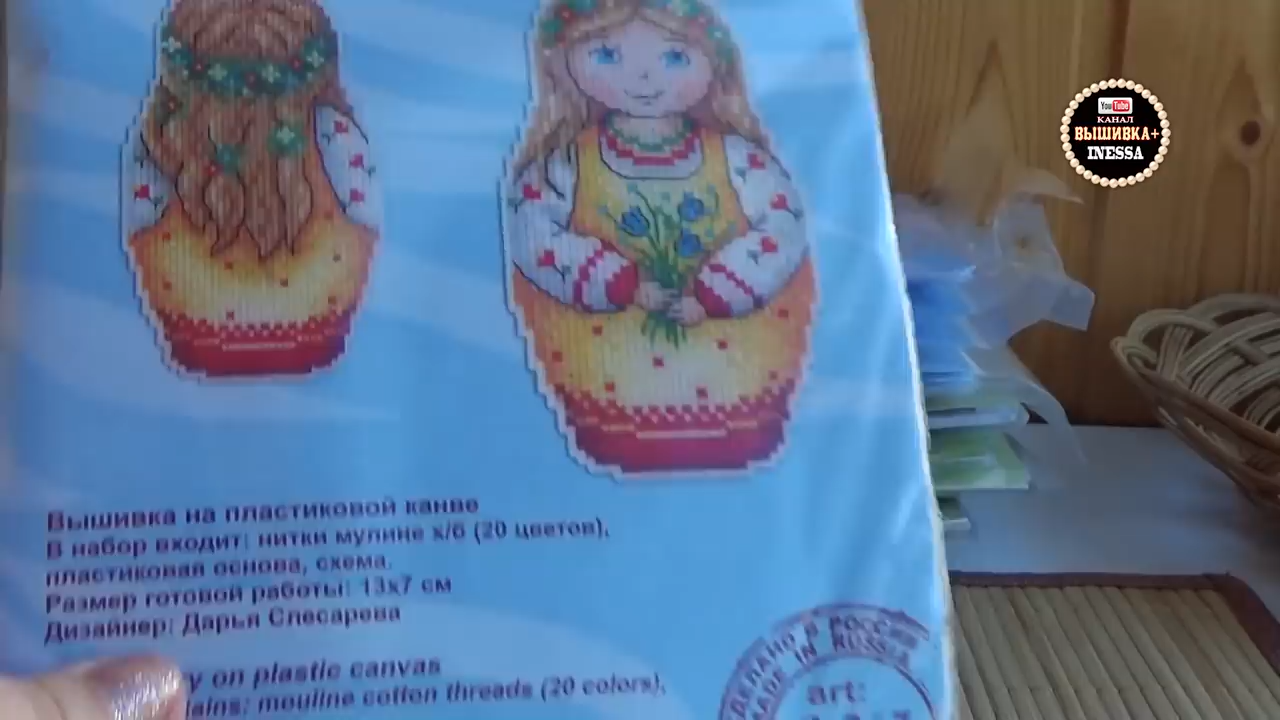 YouTube
КАНАЛ
ВЫШИВКА+
INESSA
Вышивка на пластиковой канве
В набор входит: нитки мулине х/б (20 цветов),
пластиковая основа, схема.
Размер готовой работы: 13х7 см
Дизайнер: Дарья Слесарева
on plastic canvas
mouline cotton threads (20 colors),
СДЕЛАНО В РОССИИ
MADE IN RUSSIA
art: